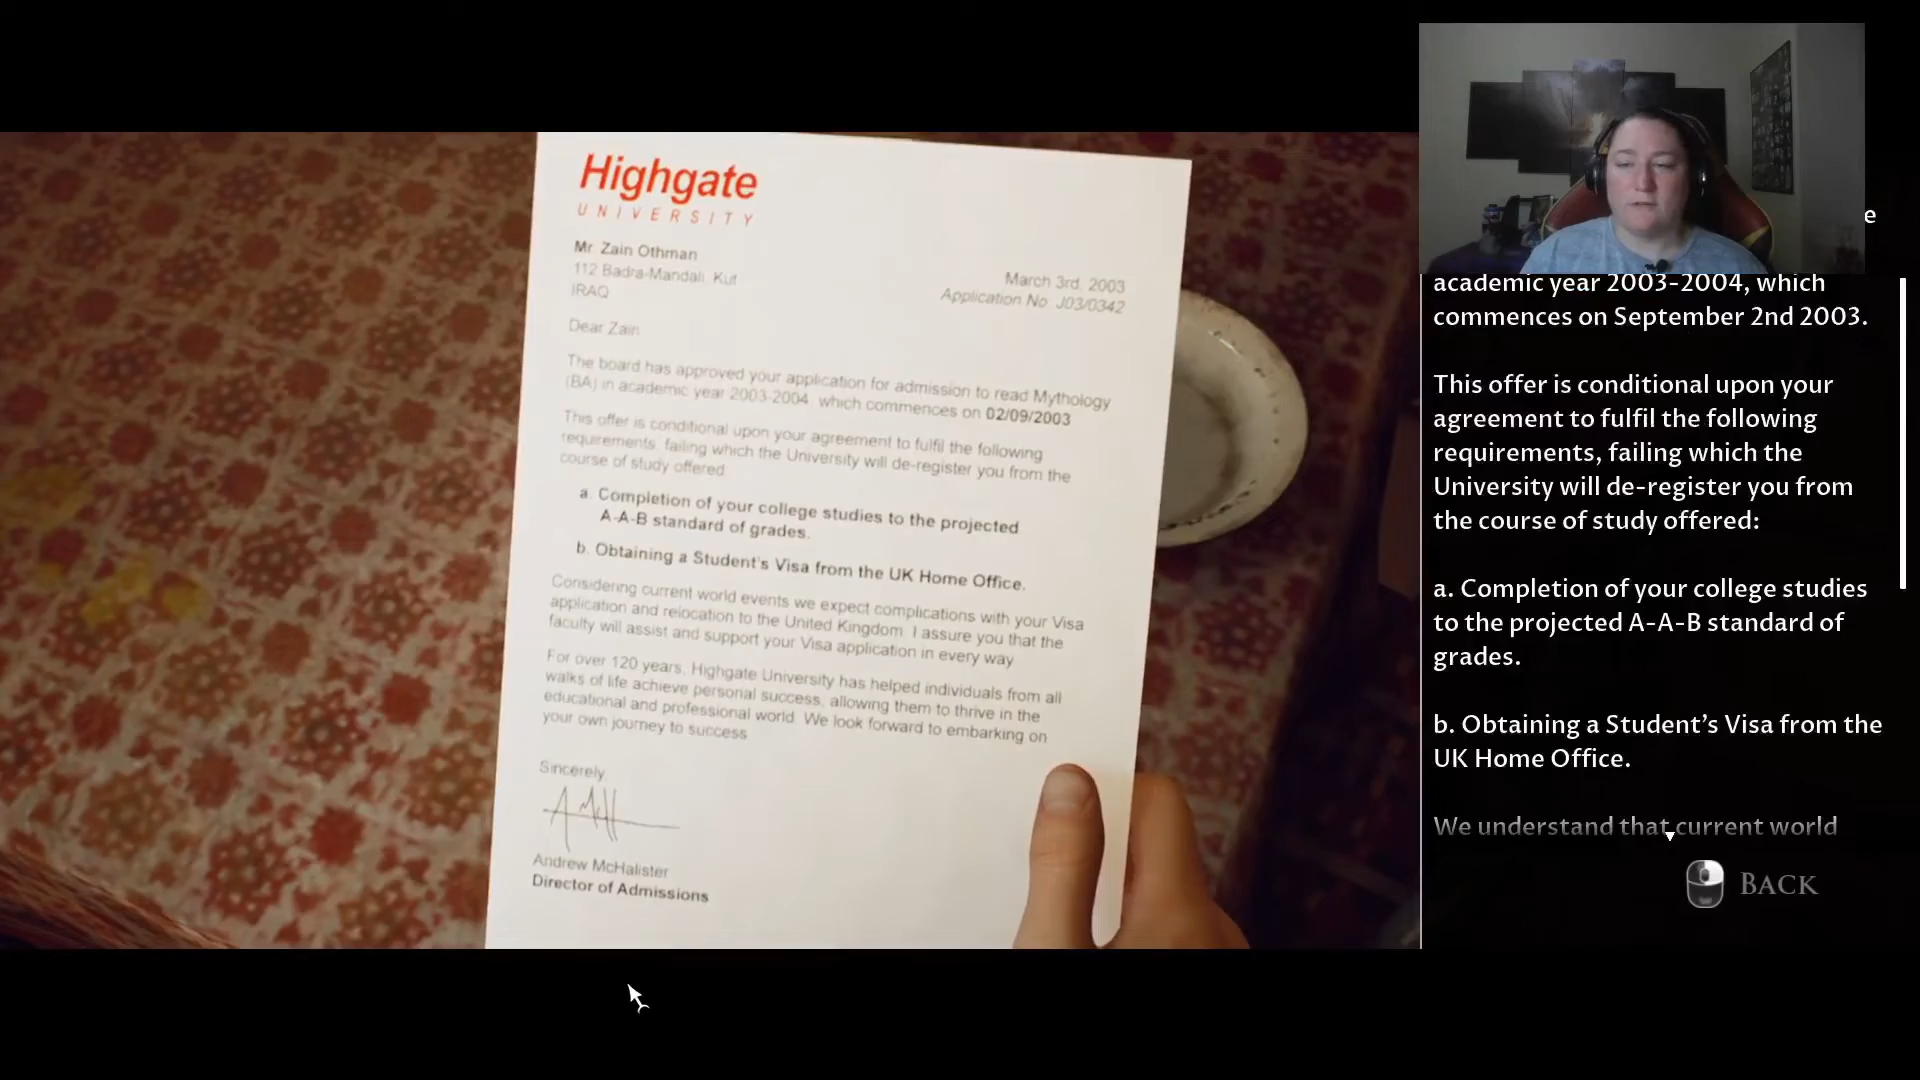 Highgate
UNIVERSITY
Mr. Zain Othman
112 Badra-Mandali, Kut
IRAQ
March 3rd, 2003
Application No. J03/0342
Dear Zain
The board has approved your application for admission to read Mythology
(BA) in academic year 2003-2004, which commences on 02/09/2003
This offer is conditional upon your agreement to fulfil the following
requirements, failing which the University will de-register you from the
course of study offered
a. Completion of your college studies to the projected
A-A-B standard of grades.
b. Obtaining a Student's Visa from the UK Home Office.
Considering current world events we expect complications with your Visa
application and relocation to the United Kingdom. I assure you that the
faculty will assist and support your Visa application in every way
For over 120 years, Highgate University has helped individuals from all
walks of life achieve personal success, allowing them to thrive in the
educational and professional world. We look forward to embarking on
your own journey to success
Sincerely
Andrew McHalister
Director of Admissions
e
academic year 2003-2004, which
commences on September 2nd 2003.
This offer is conditional upon your
agreement to fulfil the following
requirements, failing which the
University will de-register you from
the course of study offered:
a. Completion of your college studies
to the projected A-A-B standard of
grades.
b. Obtaining a Student’s Visa from the
UK Home Office.
We understand that current world
BACK